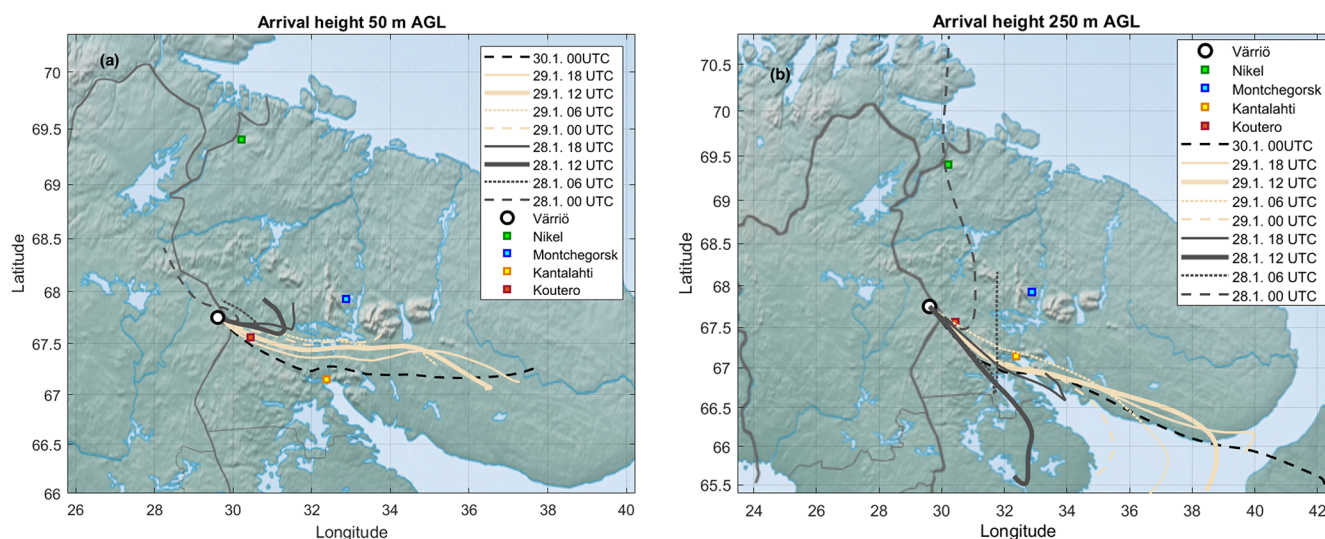 Arrival height 50 m AGL
(a)
30.1. 00UTC
29.1. 18 UTC
29.1. 12 UTC
29.1. 06 UTC
29.1. 00 UTC
28.1. 18 UTC
28.1. 12 UTC
28.1. 06 UTC
28.1. 00 UTC
Värriö
Nikel
Montchegorsk
Kantalahti
Koutero
70
69.5
69
68.5
68
67.5
67
66.5
66
Latitude
26 28 30 32 34 36 38 40
Longitude
Arrival height 250 m AGL
(b)
Värriö
Nikel
Montchegorsk
Kantalahti
Koutero
30.1. 00UTC
29.1. 18 UTC
29.1. 12 UTC
29.1. 06 UTC
29.1. 00 UTC
28.1. 18 UTC
28.1. 12 UTC
28.1. 06 UTC
28.1. 00 UTC
70.5
70
69.5
69
68.5
68
67.5
67
66.5
66
65.5
Latitude
24 26 28 30 32 34 36 38 40 42
Longitude